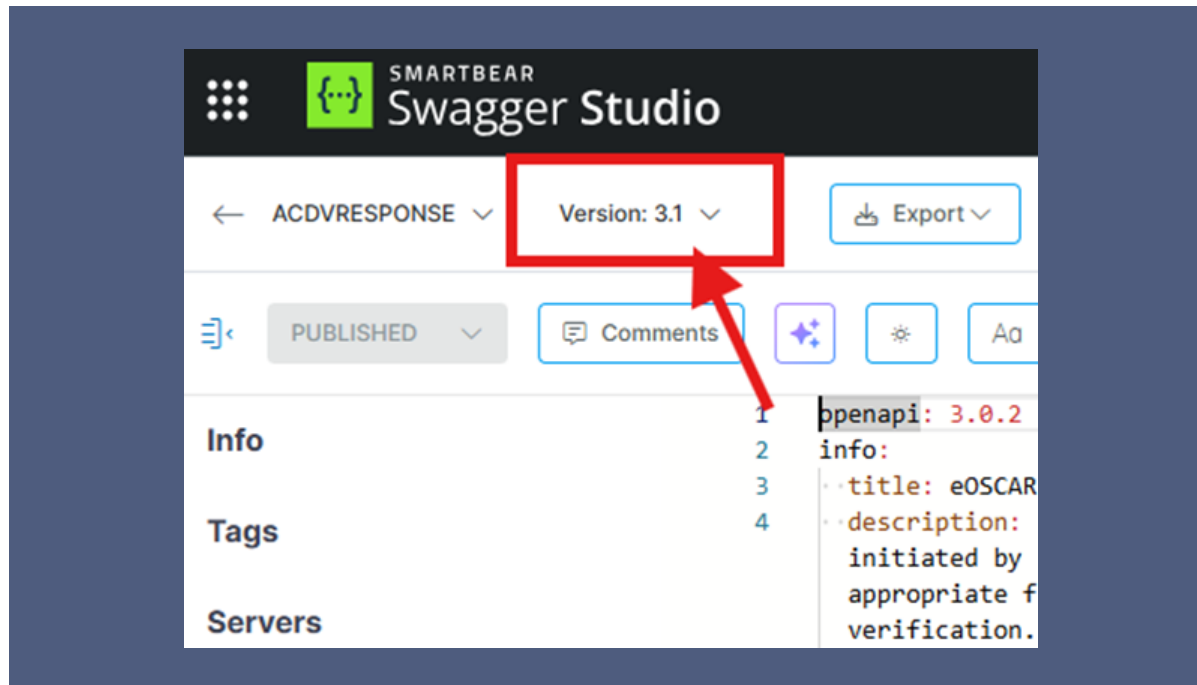 SMARTBEAR
{···} Swagger Studio
← ACDVRESPONSE Version: 3.1 Export
PUBLISHED Comments Aa
Info
Tags
Servers
1 openapi: 3.0.2
2 info:
3 title: eOSCAR
4 description:
initiated by
appropriate f
verification.